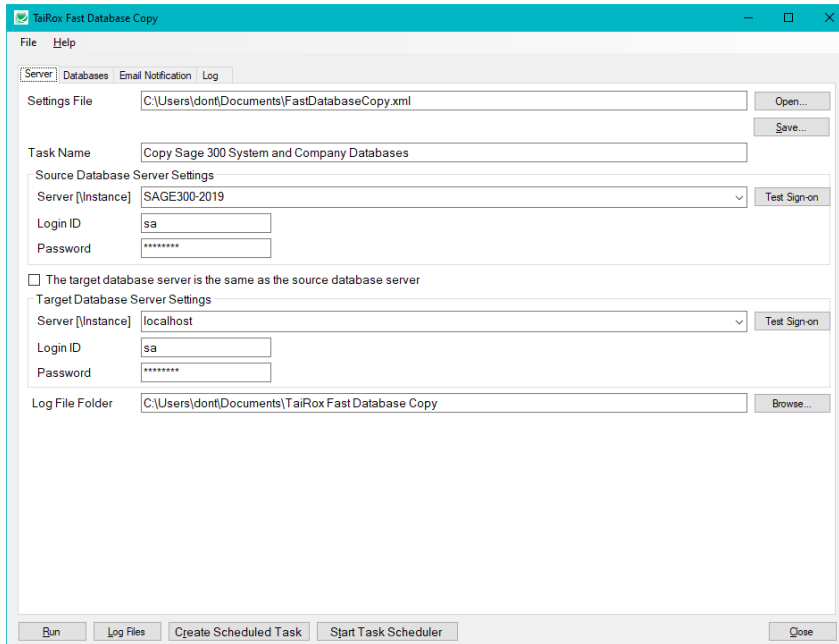 TaiRox Fast Database Copy
File Help
Server Databases Email Notification Log
Settings File C:\Users\dont\Documents\FastDatabaseCopy.xml Open...
Save...
Task Name Copy Sage 300 System and Company Databases
Source Database Server Settings
Server [\Instance] SAGE300-2019 Test Sign-on
Login ID sa
Password ********
The target database server is the same as the source database server
Target Database Server Settings
Server [\Instance] localhost Test Sign-on
Login ID sa
Password ********
Log File Folder C:\Users\dont\Documents\TaiRox Fast Database Copy Browse...
Run Log Files Create Scheduled Task Start Task Scheduler Close